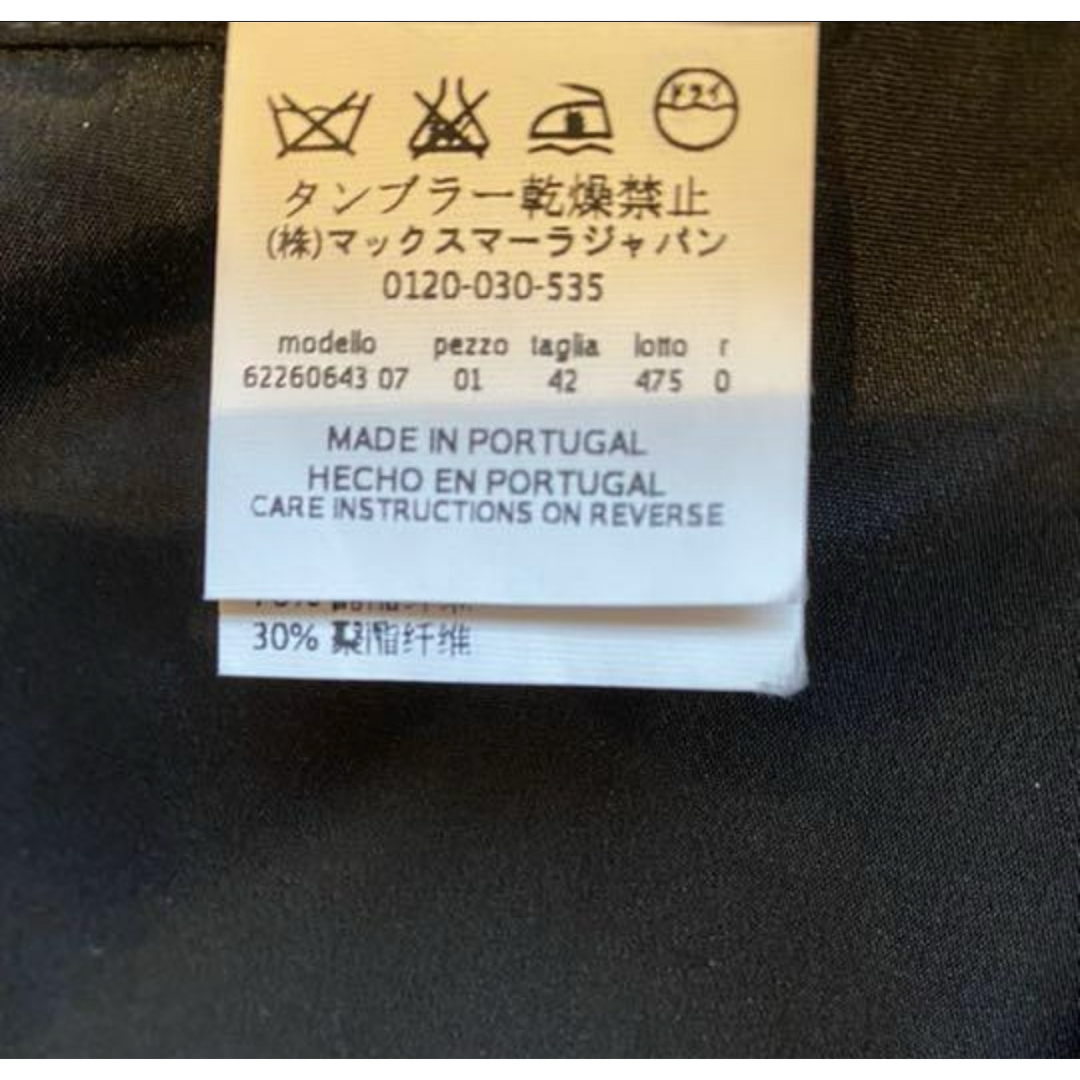 ドライ
タンブラー乾燥禁止
(株)マックスマーラジャパン
0120-030-535
modello pezzo taglia lotto r
62260643 07 01 42 475 0
MADE IN PORTUGAL
HECHO EN PORTUGAL
CARE INSTRUCTIONS ON REVERSE
30% 聚酯纤维